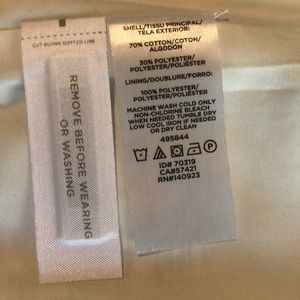 CUT ALONG DOTTED LINE
REMOVE BEFORE WEARING
OR WASHING
SHELL/TISSU PRINCIPAL/
TELA EXTERIOR:
70% COTTON/COTON/
ALGODÓN
30% POLYESTER/
POLYESTER/POLIÉSTER
LINING/DOUBLURE/FORRO:
100% POLYESTER/
POLYESTER/POLIÉSTER
MACHINE WASH COLD ONLY
NON-CHLORINE BLEACH
WHEN NEEDED TUMBLE DRY
LOW COOL IRON IF NEEDED
OR DRY CLEAN
495844
ID# 70319
CA#57421
RN#140923